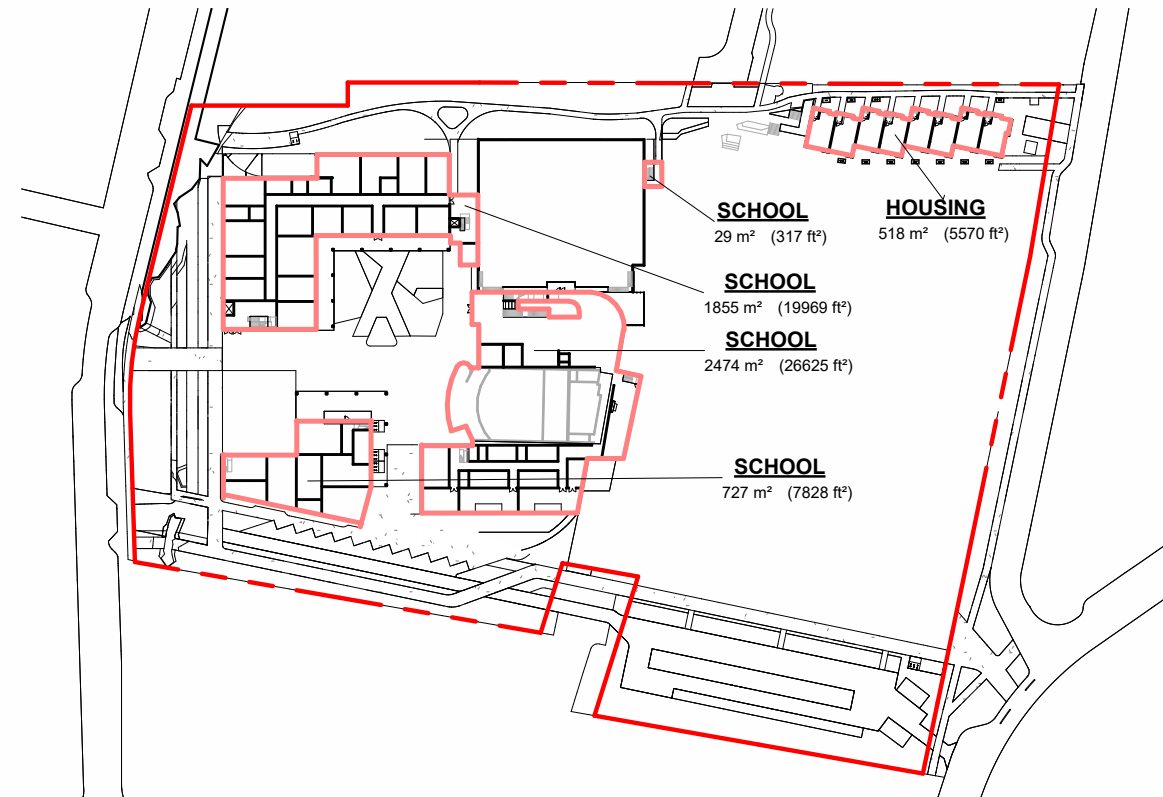 SCHOOL
29 m² (317 ft²)
HOUSING
518 m² (5570 ft²)
SCHOOL
1855 m² (19969 ft²)
SCHOOL
2474 m² (26625 ft²)
SCHOOL
727 m² (7828 ft²)